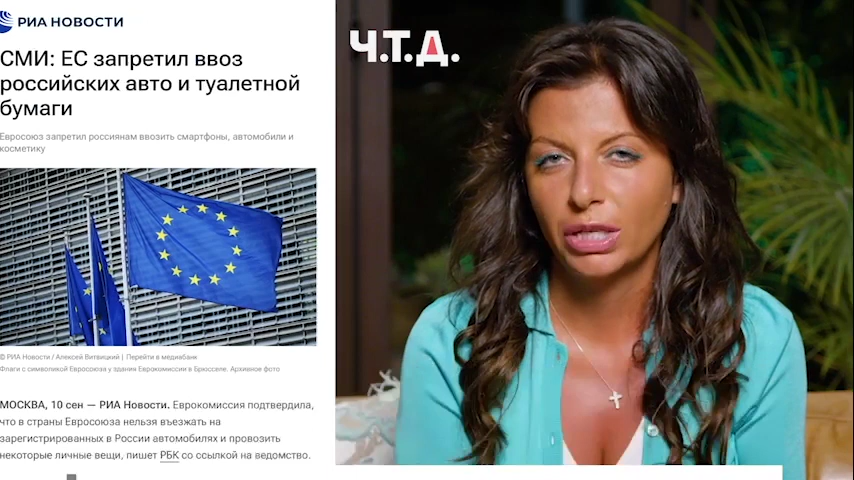 РИА НОВОСТИ
СМИ: ЕС запретил ввоз
российских авто и туалетной
бумаги
Евросоюз запретил россиянам ввозить смартфоны, автомобили и
косметику
© РИА Новости / Алексей Витвицкий | Перейти в медиабанк
Флаги с символикой Евросоюза у здания Еврокомиссии в Брюсселе. Архивное фото
МОСКВА, 10 сен — РИА Новости. Еврокомиссия подтвердила,
что в страны Евросоюза нельзя въезжать на
зарегистрированных в России автомобилях и провозить
некоторые личные вещи, пишет РБК со ссылкой на ведомство.
Ч.Т.Д.